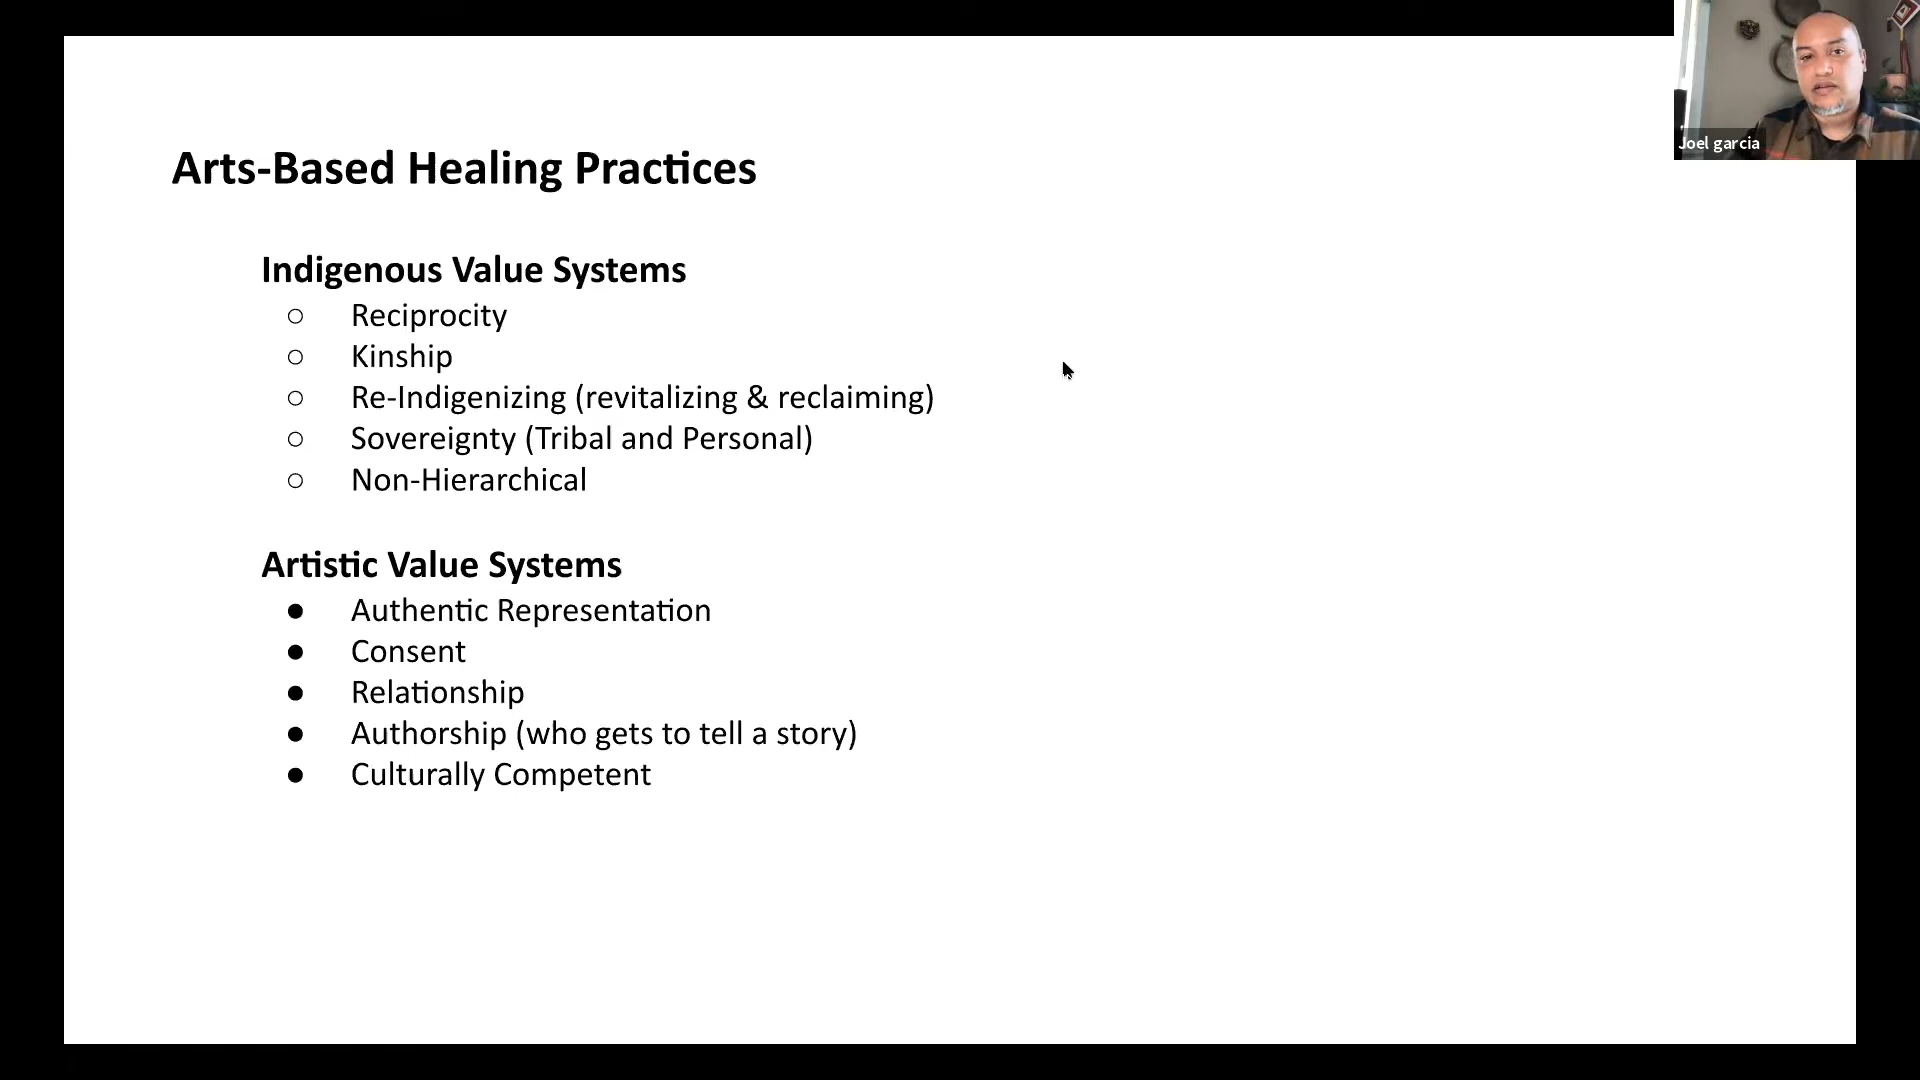 Arts-Based Healing Practices
Indigenous Value Systems
○ Reciprocity
○ Kinship
○ Re-Indigenizing (revitalizing & reclaiming)
○ Sovereignty (Tribal and Personal)
○ Non-Hierarchical
Artistic Value Systems
● Authentic Representation
● Consent
● Relationship
● Authorship (who gets to tell a story)
● Culturally Competent
Joel garcia